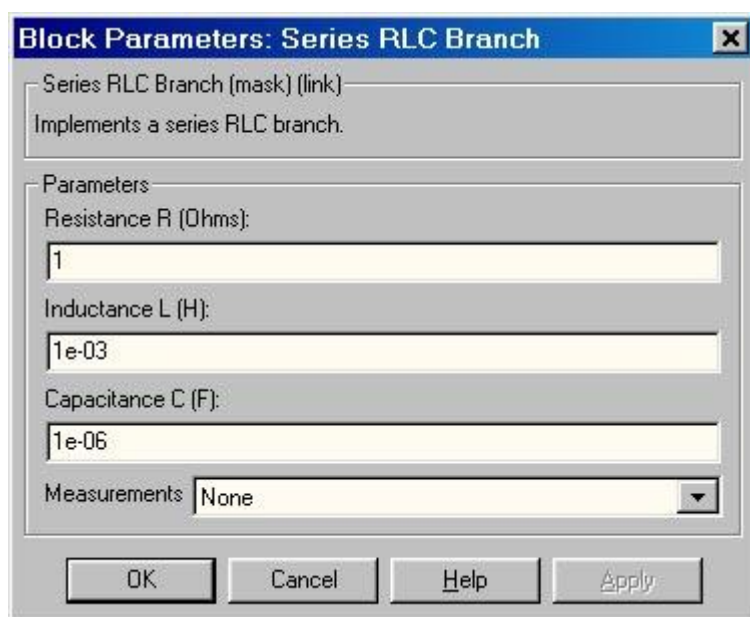 Block Parameters: Series RLC Branch
Series RLC Branch (mask) (link)
Implements a series RLC branch.
Parameters
Resistance R (Ohms):
1
Inductance L (H):
1e-03
Capacitance C (F):
1e-06
Measurements None
OK Cancel Help Apply